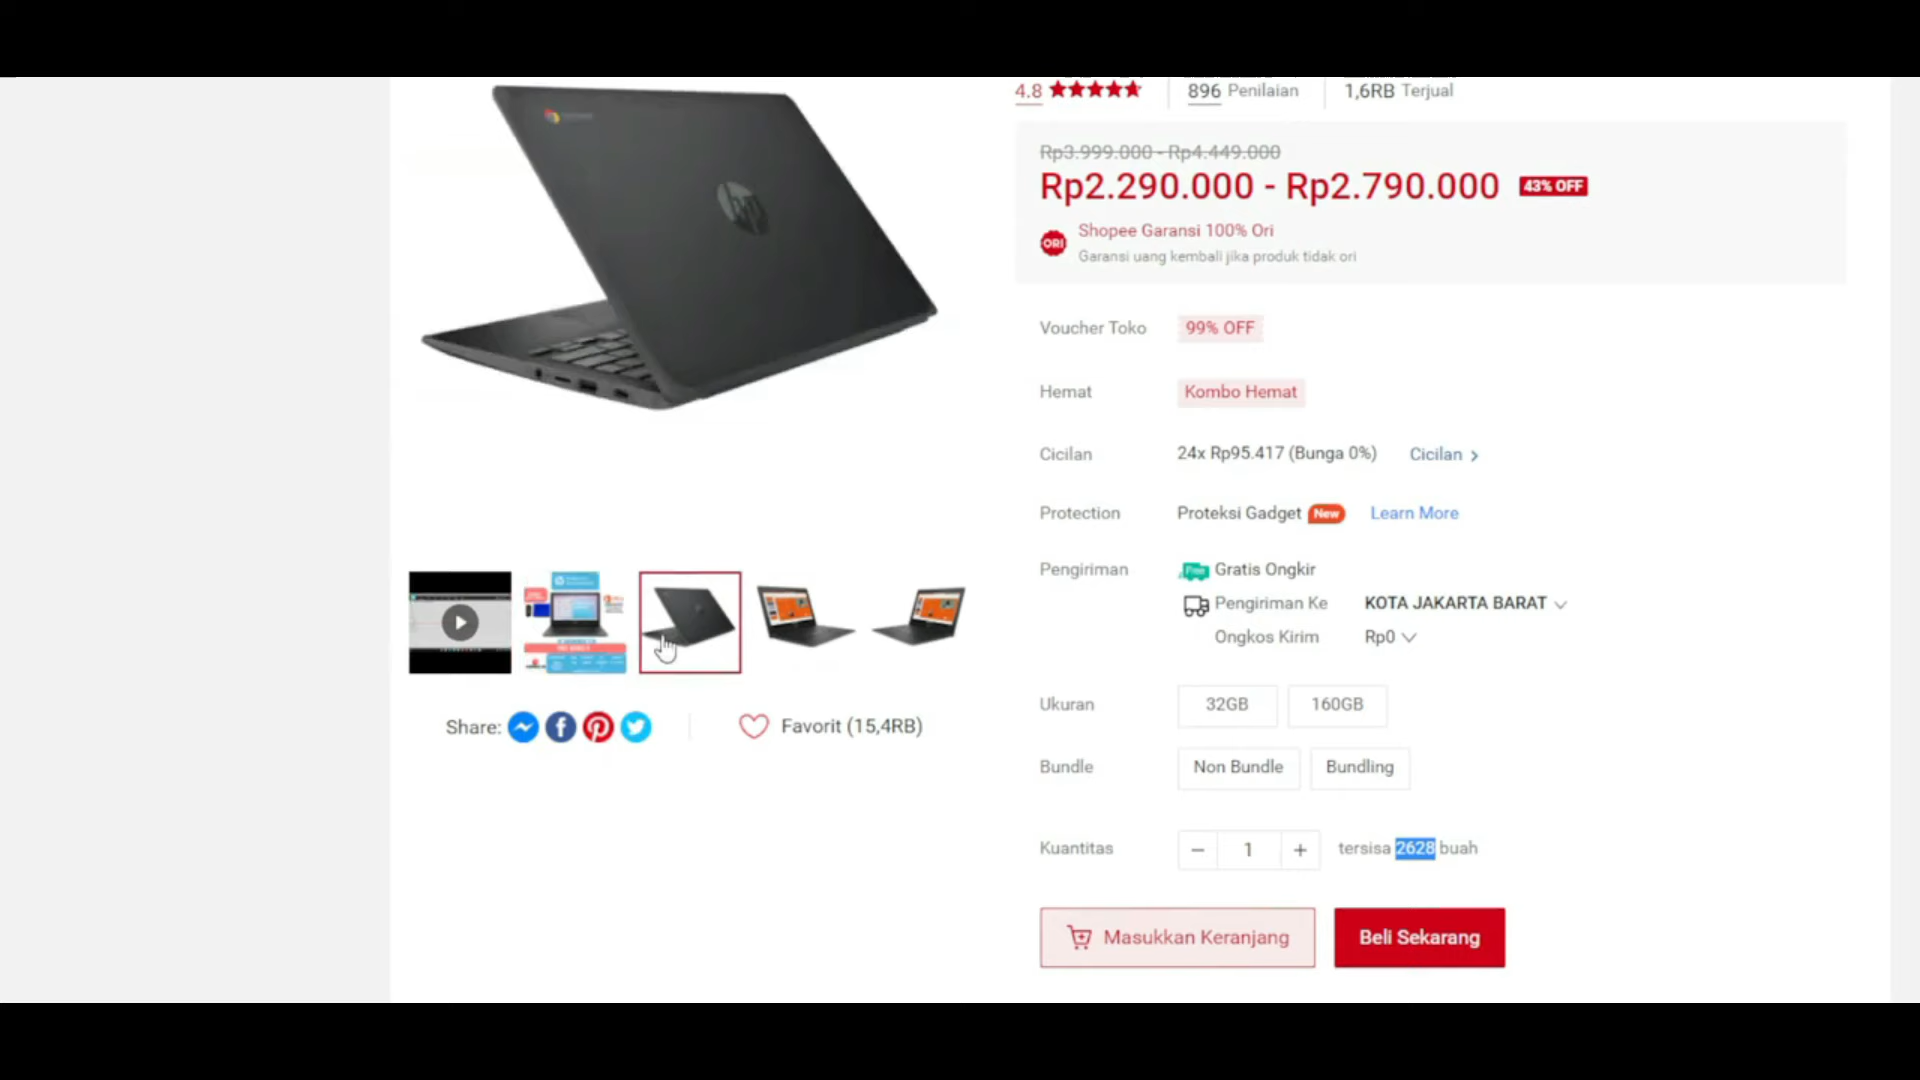 4.8
896 Penilaian
1,6RB Terjual
Rp3.999.000 - Rp4.449.000
Rp2.290.000 - Rp2.790.000
43% OFF
ORI
Shopee Garansi 100% Ori
Garansi uang kembali jika produk tidak ori
Voucher Toko
99% OFF
Hemat
Kombo Hemat
Cicilan
24x Rp95.417 (Bunga 0%)
Cicilan >
Protection
Proteksi Gadget New
Learn More
Pengiriman
Free Gratis Ongkir
Pengiriman Ke
KOTA JAKARTA BARAT
Ongkos Kirim
Rp0
Ukuran
32GB
160GB
Bundle
Non Bundle
Bundling
Kuantitas
− 1 +
tersisa 2628 buah
Masukkan Keranjang
Beli Sekarang
hp
Share:
Favorit (15,4RB)